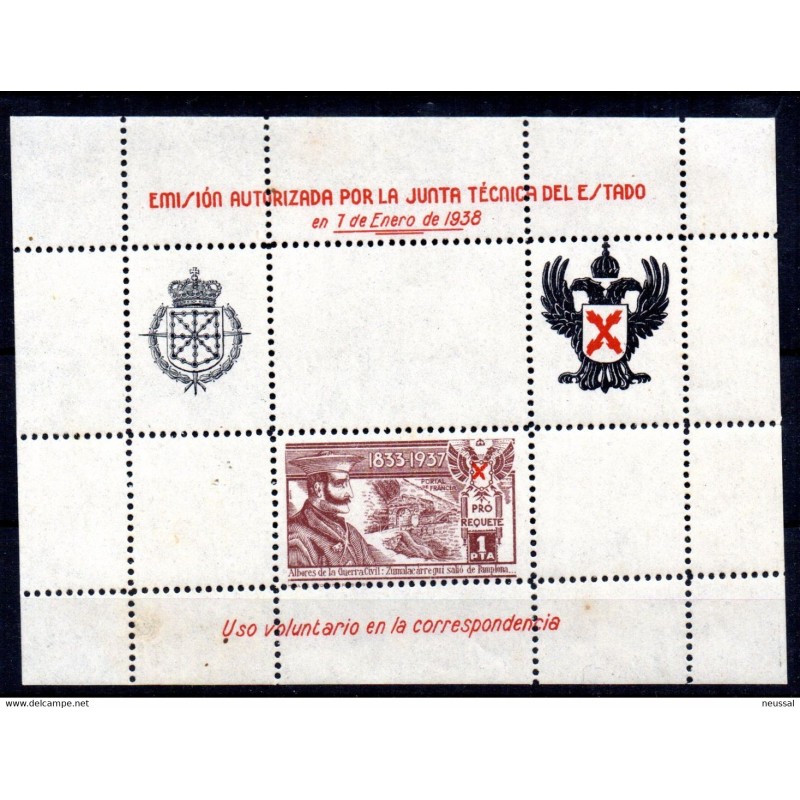 EMISIÓN AUTORIZADA POR LA JUNTA TÉCNICA DEL ESTADO
en 7 de Enero de 1938
1833-1937
PORTAL
DE FRANCIA
PRO
REQUETE
1
PTA
Albores de la Guerra Civil: Zumalacárregui salió de Pamplona...
Uso voluntario en la correspondencia
www.delcampe.net
neussal